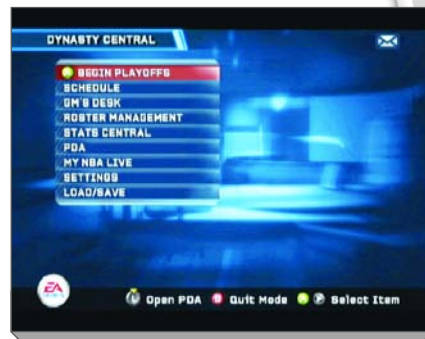 DYNASTY CENTRAL
BEGIN PLAYOFFS
SCHEDULE
GM'S DESK
ROSTER MANAGEMENT
STATS CENTRAL
PDA
MY NBA LIVE
SETTINGS
LOAD/SAVE
EA
Open PDA Quit Mode Select Item